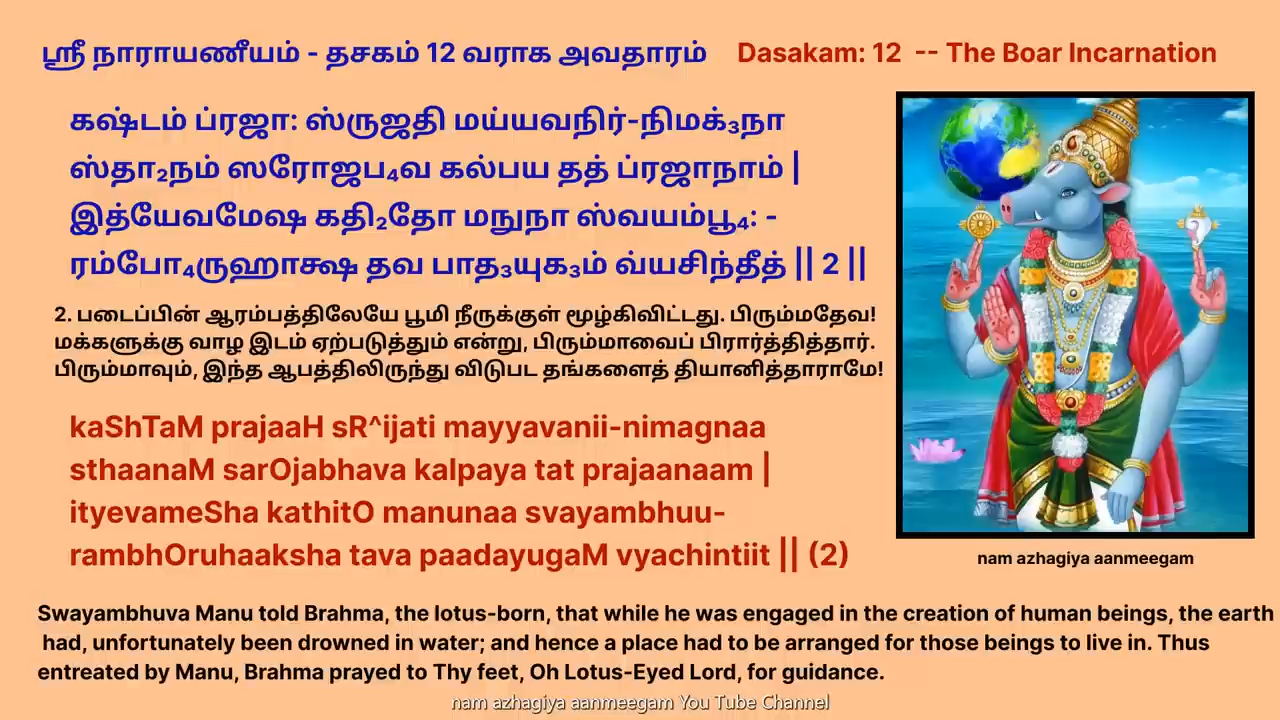 ஸ்ரீ நாராயணீயம் - தசகம் 12 வராக அவதாரம்
Dasakam: 12 -- The Boar Incarnation
கஷ்டம் ப்ரஜா: ஸ்ருஜதி மய்யவநிர்-நிமக்₃நா
ஸ்தா₂நம் ஸரோஜப₄வ கல்பய தத் ப்ரஜாநாம் |
இத்யேவமேஷ கதி₂தோ மநுநா ஸ்வயம்பூ₄: -
ரம்போ₄ருஹாக்ஷ தவ பாத₃யுக₃ம் வ்யசிந்தீத் || 2 ||
2. படைப்பின் ஆரம்பத்திலேயே பூமி நீருக்குள் மூழ்கிவிட்டது. பிரும்மதேவ!
மக்களுக்கு வாழ இடம் ஏற்படுத்தும் என்று, பிரும்மாவைப் பிரார்த்தித்தார்.
பிரும்மாவும், இந்த ஆபத்திலிருந்து விடுபட தங்களைத் தியானித்தாராமே!
kaShTaM prajaaH sR^ijati mayyavanii-nimagnaa
sthaanaM sarOjabhava kalpaya tat prajaanaam |
ityevameSha kathitO manunaa svayambhuu-
rambhOruhaaksha tava paadayugaM vyachintiit || (2)
nam azhagiya aanmeegam
Swayambhuva Manu told Brahma, the lotus-born, that while he was engaged in the creation of human beings, the earth
had, unfortunately been drowned in water; and hence a place had to be arranged for those beings to live in. Thus
entreated by Manu, Brahma prayed to Thy feet, Oh Lotus-Eyed Lord, for guidance.
nam azhagiya aanmeegam You Tube Channel